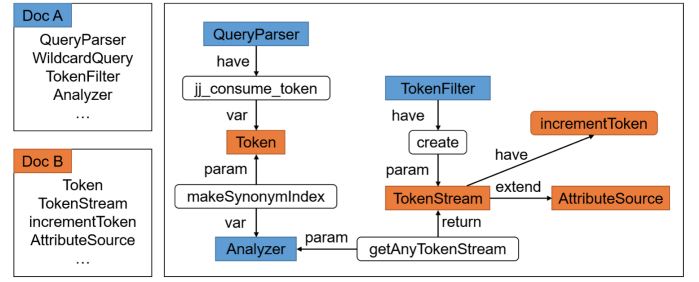 Doc A
QueryParser
WildcardQuery
TokenFilter
Analyzer
...
Doc B
Token
TokenStream
incrementToken
AttributeSource
...
QueryParser
have
jj_consume_token
var
Token
param
makeSynonymIndex
var
Analyzer
param
getAnyTokenStream
return
TokenFilter
have
create
param
TokenStream
have
incrementToken
extend
AttributeSource